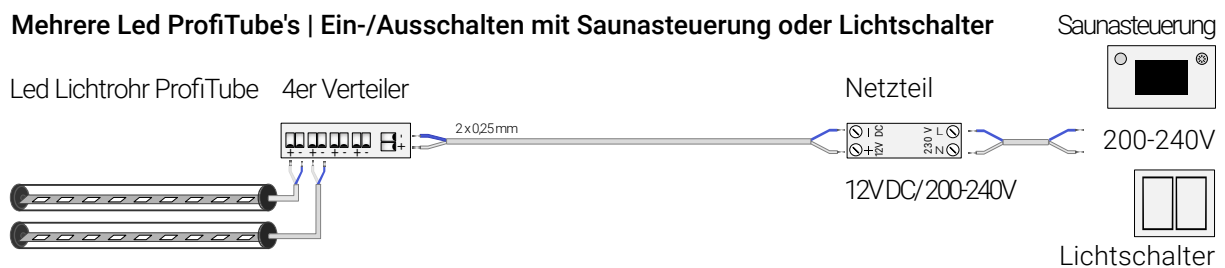 Mehrere Led ProfiTube's | Ein-/Ausschalten mit Saunasteuerung oder Lichtschalter
Saunasteuerung
Led Lichtrohr ProfiTube
4er Verteiler
Netzteil
+ - + - + - + -
-
+
2 x 0,25 mm
- DC
+ 12V
230 V L
N
200-240V
12V DC/ 200-240V
Lichtschalter